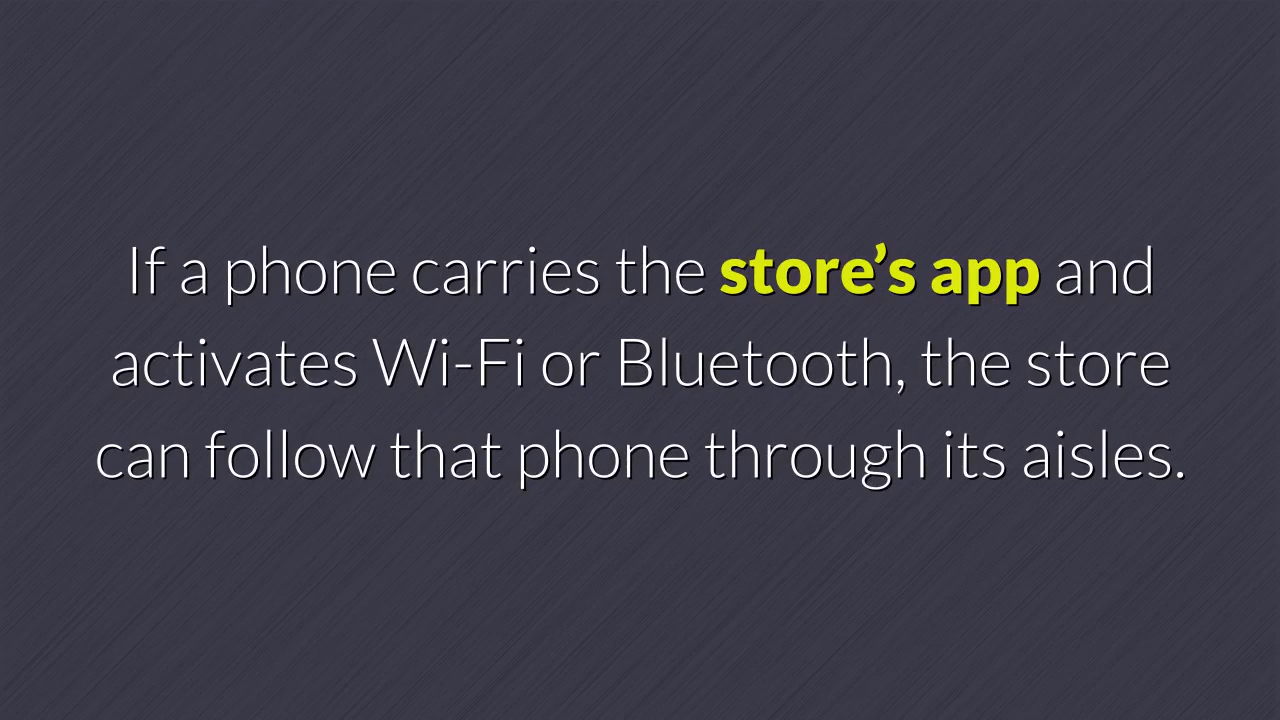 If a phone carries the store’s app and
activates Wi-Fi or Bluetooth, the store
can follow that phone through its aisles.